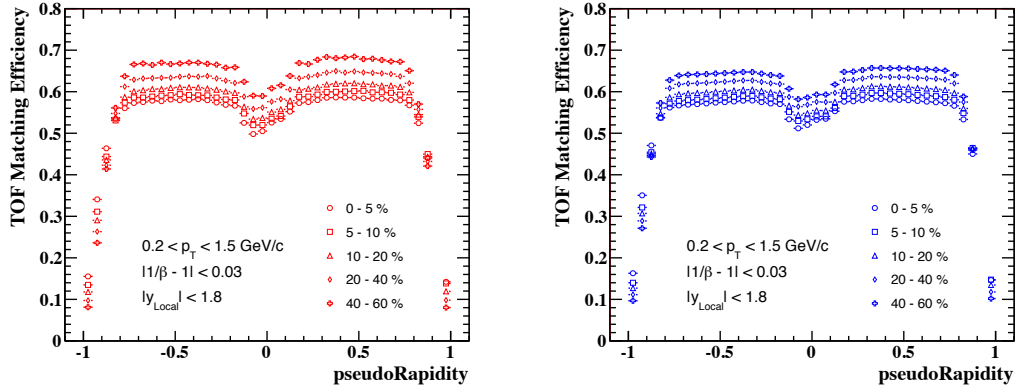 TOF Matching Efficiency
0.8
0.7
0.6
0.5
0.4
0.3
0.2
0.1
0
0.2 < p_T < 1.5 GeV/c
|1/β - 1| < 0.03
|y_Local| < 1.8
0 - 5 %
5 - 10 %
10 - 20 %
20 - 40 %
40 - 60 %
-1 -0.5 0 0.5 1
pseudoRapidity
TOF Matching Efficiency
0.8
0.7
0.6
0.5
0.4
0.3
0.2
0.1
0
0.2 < p_T < 1.5 GeV/c
|1/β - 1| < 0.03
|y_Local| < 1.8
0 - 5 %
5 - 10 %
10 - 20 %
20 - 40 %
40 - 60 %
-1 -0.5 0 0.5 1
pseudoRapidity